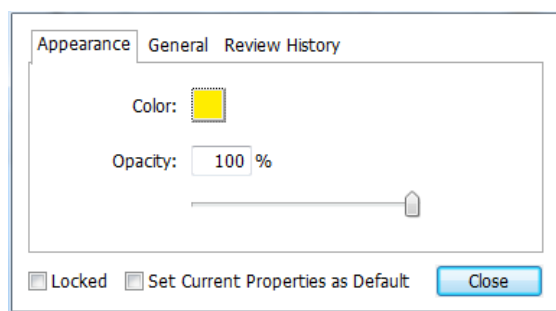 Appearance General Review History
Color:
Opacity: 100 %
Locked Set Current Properties as Default Close